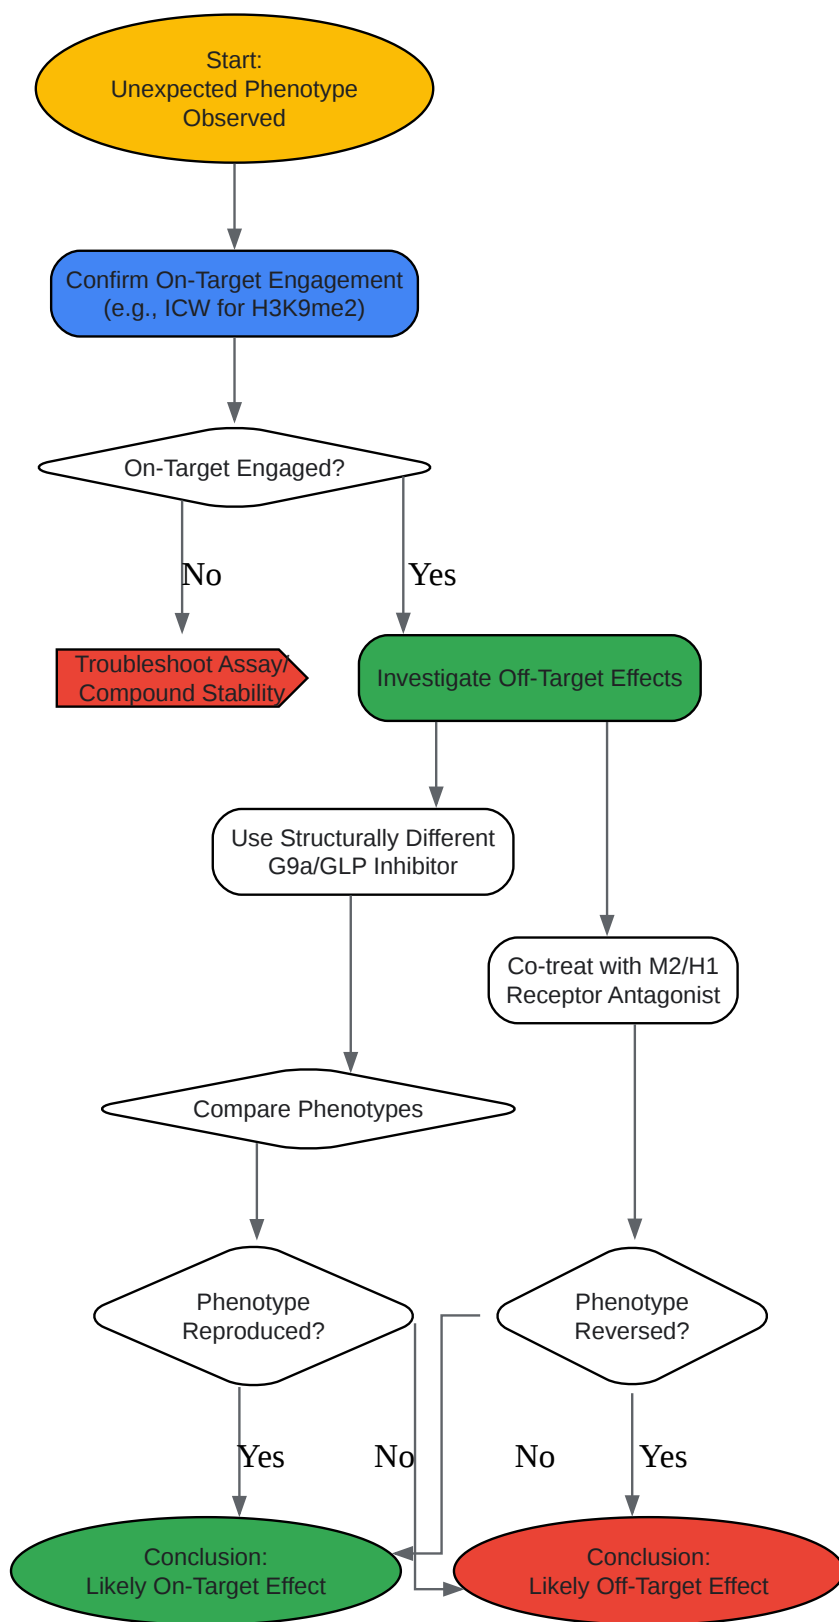 Start:
Unexpected Phenotype
Observed
Confirm On-Target Engagement
(e.g., ICW for H3K9me2)
On-Target Engaged?
No
Yes
Troubleshoot Assay/
Compound Stability
Investigate Off-Target Effects
Use Structurally Different
G9a/GLP Inhibitor
Co-treat with M2/H1
Receptor Antagonist
Compare Phenotypes
Phenotype
Reproduced?
Phenotype
Reversed?
Yes
No
No
Yes
Conclusion:
Likely On-Target Effect
Conclusion:
Likely Off-Target Effect